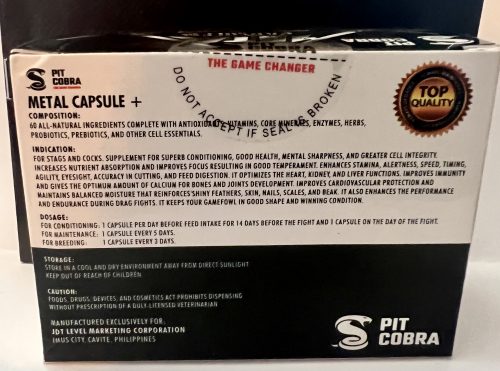 PIT
COBRA
PIT
COBRA
THE GAME CHANGER
DO NOT ACCEPT IF SEAL IS BROKEN
TOP
QUALITY
METAL CAPSULE +
COMPOSITION:
60 ALL-NATURAL INGREDIENTS COMPLETE WITH ANTIOXIDANTS, VITAMINS, CORE MINERALS, ENZYMES, HERBS,
PROBIOTICS, PREBIOTICS, AND OTHER CELL ESSENTIALS.
INDICATION:
FOR STAGS AND COCKS. SUPPLEMENT FOR SUPERB CONDITIONING, GOOD HEALTH, MENTAL SHARPNESS, AND GREATER CELL INTEGRITY.
INCREASES NUTRIENT ABSORPTION AND IMPROVES FOCUS RESULTING IN GOOD TEMPERAMENT. ENHANCES STAMINA, ALERTNESS, SPEED, TIMING,
AGILITY, EYESIGHT, ACCURACY IN CUTTING, AND FEED DIGESTION. IT OPTIMIZES THE HEART, KIDNEY, AND LIVER FUNCTIONS. IMPROVES IMMUNITY
AND GIVES THE OPTIMUM AMOUNT OF CALCIUM FOR BONES AND JOINTS DEVELOPMENT. IMPROVES CARDIOVASCULAR PROTECTION AND
MAINTAINS BALANCED MOISTURE THAT REINFORCES SHINY FEATHERS, SKIN, NAILS, SCALES, AND BEAK. IT ALSO ENHANCES THE PERFORMANCE
AND ENDURANCE DURING DRAG FIGHTS. IT KEEPS YOUR GAMEFOWL IN GOOD SHAPE AND WINNING CONDITION.
DOSAGE:
FOR CONDITIONING: 1 CAPSULE PER DAY BEFORE FEED INTAKE FOR 14 DAYS BEFORE THE FIGHT AND 1 CAPSULE ON THE DAY OF THE FIGHT.
FOR MAINTENANCE: 1 CAPSULE EVERY 5 DAYS.
FOR BREEDING: 1 CAPSULE EVERY 3 DAYS.
STORAGE:
STORE IN A COOL AND DRY ENVIRONMENT AWAY FROM DIRECT SUNLIGHT
KEEP OUT OF REACH OF CHILDREN
CAUTION:
FOODS, DRUGS, DEVICES, AND COSMETICS ACT PROHIBITS DISPENSING
WITHOUT PRESCRIPTION OF A DULY-LICENSED VETERINARIAN
MANUFACTURED EXCLUSIVELY FOR:
JDT LEVEL MARKETING CORPORATION
IMUS CITY, CAVITE, PHILIPPINES
PIT
COBRA